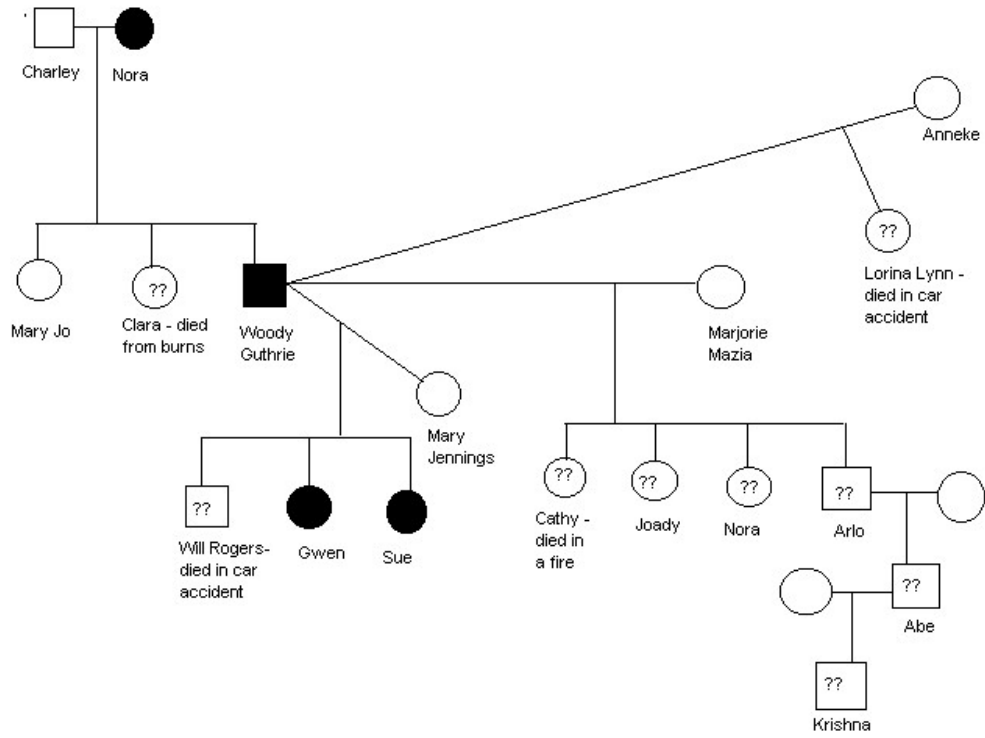 Charley
Nora
Anneke
??
Lorina Lynn -
died in car
accident
Mary Jo
??
Clara - died
from burns
Woody
Guthrie
Marjorie
Mazia
Mary
Jennings
??
Will Rogers-
died in car
accident
Gwen
Sue
??
Cathy -
died in
a fire
??
Joady
??
Nora
??
Arlo
??
Abe
??
Krishna